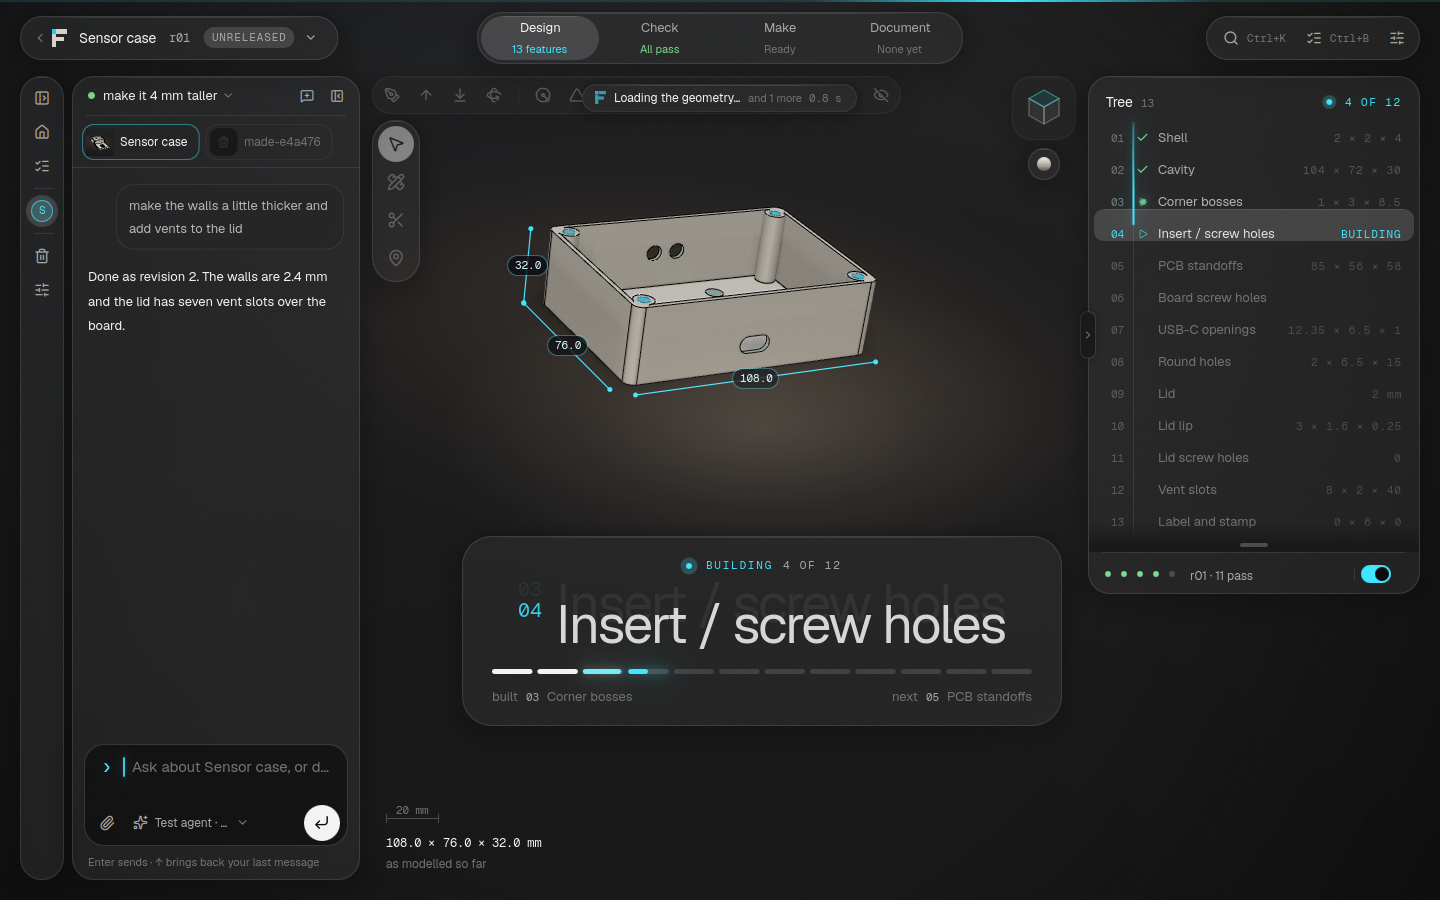 Sensor case r01 UNRELEASED
Design
13 features
Check
All pass
Make
Ready
Document
None yet
Ctrl+K
Ctrl+B
make it 4 mm taller
Sensor case
made-e4a476
make the walls a little thicker and
add vents to the lid
Done as revision 2. The walls are 2.4 mm
and the lid has seven vent slots over the
board.
Ask about Sensor case, or d…
Test agent · …
Enter sends · ↑ brings back your last message
S
Loading the geometry… and 1 more 0.8 s
32.0
76.0
108.0
BUILDING 4 OF 12
03
04 Insert / screw holes
built 03 Corner bosses
next 05 PCB standoffs
20 mm
108.0 × 76.0 × 32.0 mm
as modelled so far
Tree 13
4 OF 12
01 Shell 2 × 2 × 4
02 Cavity 104 × 72 × 30
03 Corner bosses 1 × 3 × 8.5
04 Insert / screw holes BUILDING
05 PCB standoffs 85 × 56 × 58
06 Board screw holes
07 USB-C openings 12.35 × 6.5 × 1
08 Round holes 2 × 6.5 × 15
09 Lid 2 mm
10 Lid lip 3 × 1.6 × 0.25
11 Lid screw holes 0
12 Vent slots 8 × 2 × 40
13 Label and stamp 0 × 6 × 0
r01 · 11 pass